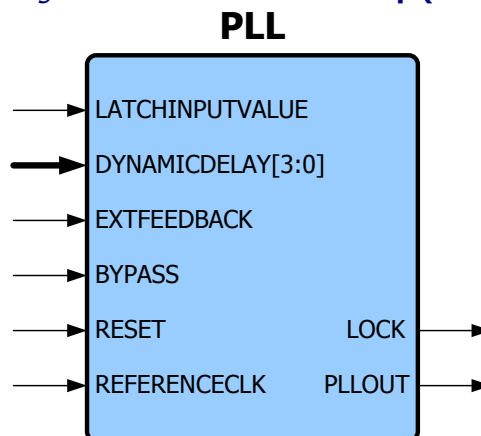 PLL
LATCHINPUTVALUE
DYNAMICDELAY[3:0]
EXTFEEDBACK
BYPASS
RESET LOCK
REFERENCECLK PLLOUT